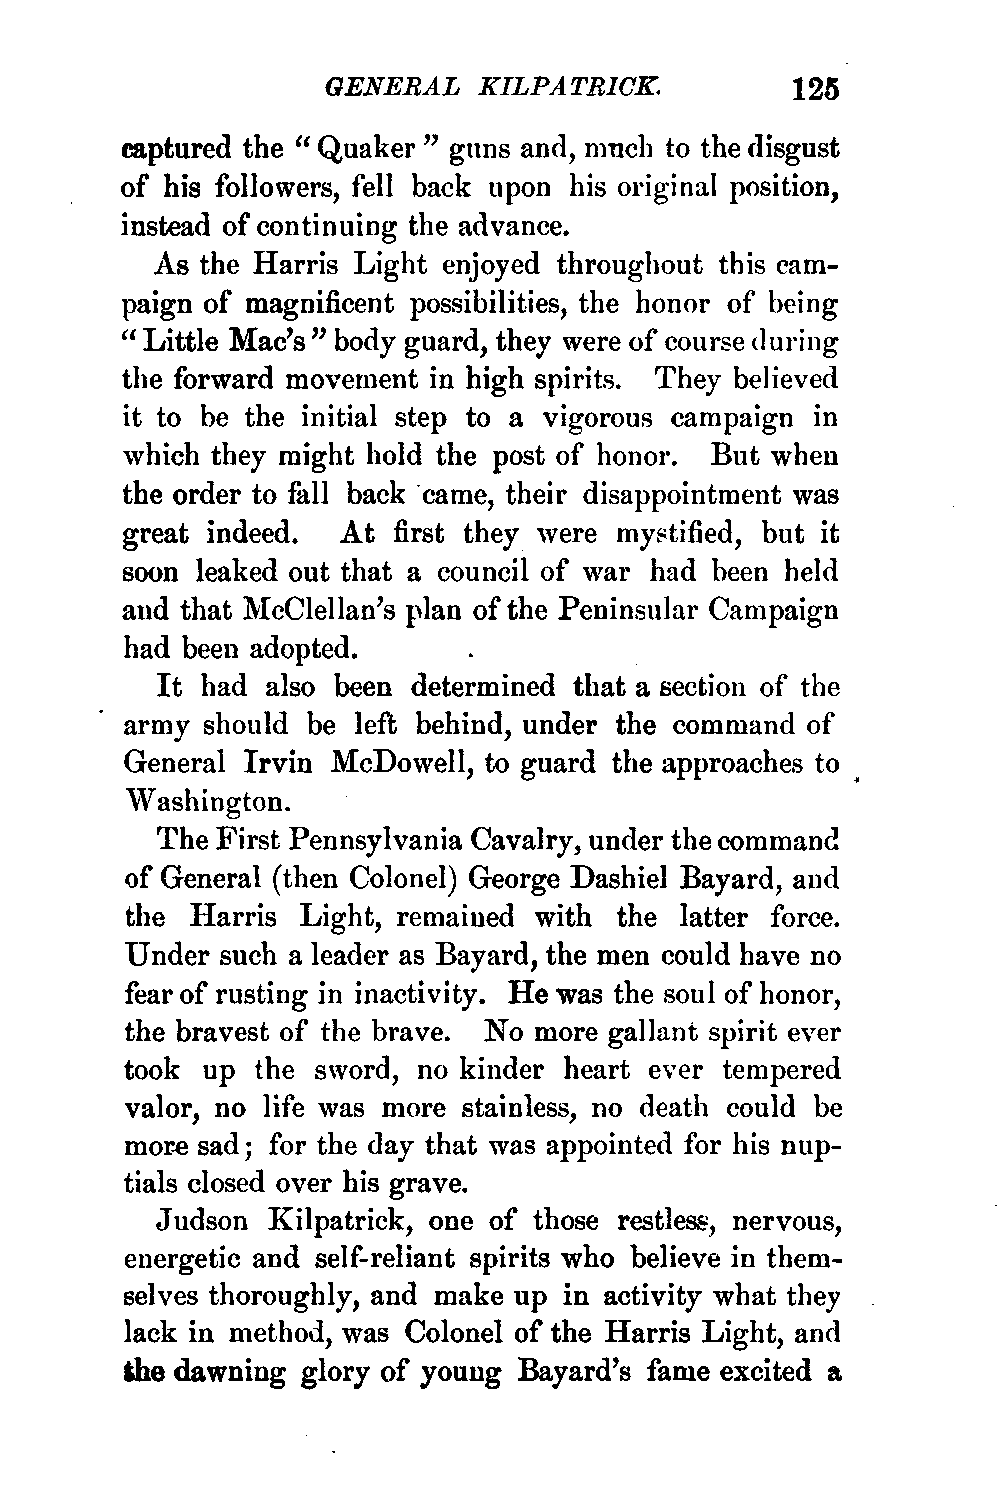 GENERAL KILPATRICK. 125
captured the “ Quaker ” guns and, much to the disgust
of his followers, fell back upon his original position,
instead of continuing the advance.
As the Harris Light enjoyed throughout this cam-
paign of magnificent possibilities, the honor of being
“ Little Mac’s ” body guard, they were of course during
the forward movement in high spirits. They believed
it to be the initial step to a vigorous campaign in
which they might hold the post of honor. But when
the order to fall back came, their disappointment was
great indeed. At first they were mystified, but it
soon leaked out that a council of war had been held
and that McClellan’s plan of the Peninsular Campaign
had been adopted.
It had also been determined that a section of the
army should be left behind, under the command of
General Irvin McDowell, to guard the approaches to
Washington.
The First Pennsylvania Cavalry, under the command
of General (then Colonel) George Dashiel Bayard, and
the Harris Light, remained with the latter force.
Under such a leader as Bayard, the men could have no
fear of rusting in inactivity. He was the soul of honor,
the bravest of the brave. No more gallant spirit ever
took up the sword, no kinder heart ever tempered
valor, no life was more stainless, no death could be
more sad; for the day that was appointed for his nup-
tials closed over his grave.
Judson Kilpatrick, one of those restless, nervous,
energetic and self-reliant spirits who believe in them-
selves thoroughly, and make up in activity what they
lack in method, was Colonel of the Harris Light, and
the dawning glory of young Bayard’s fame excited a